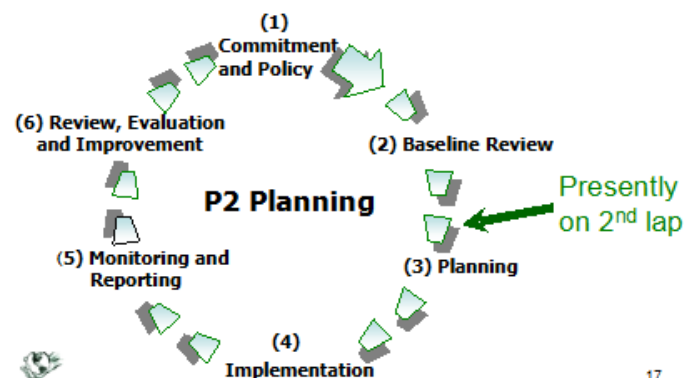 (1)
Commitment
and Policy
(2) Baseline Review
Presently
on 2nd lap
(3) Planning
(4)
Implementation
(5) Monitoring and
Reporting
(6) Review, Evaluation
and Improvement
P2 Planning
17